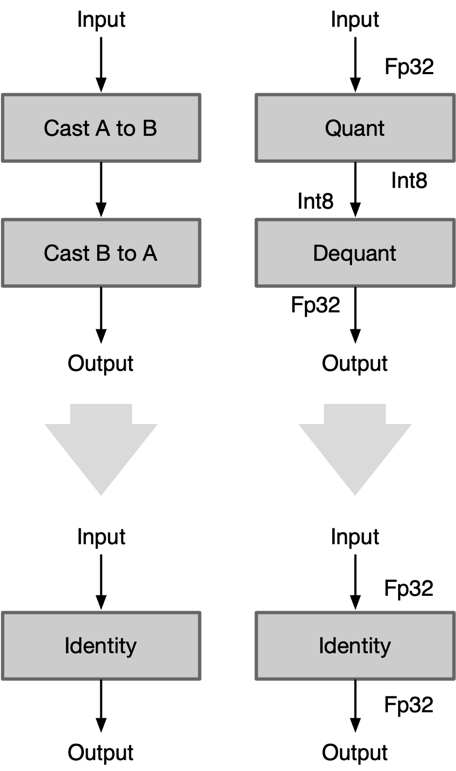 Input
Cast A to B
Cast B to A
Output
Input
Fp32
Quant
Int8
Int8
Dequant
Fp32
Output
Input
Identity
Output
Input
Fp32
Identity
Fp32
Output